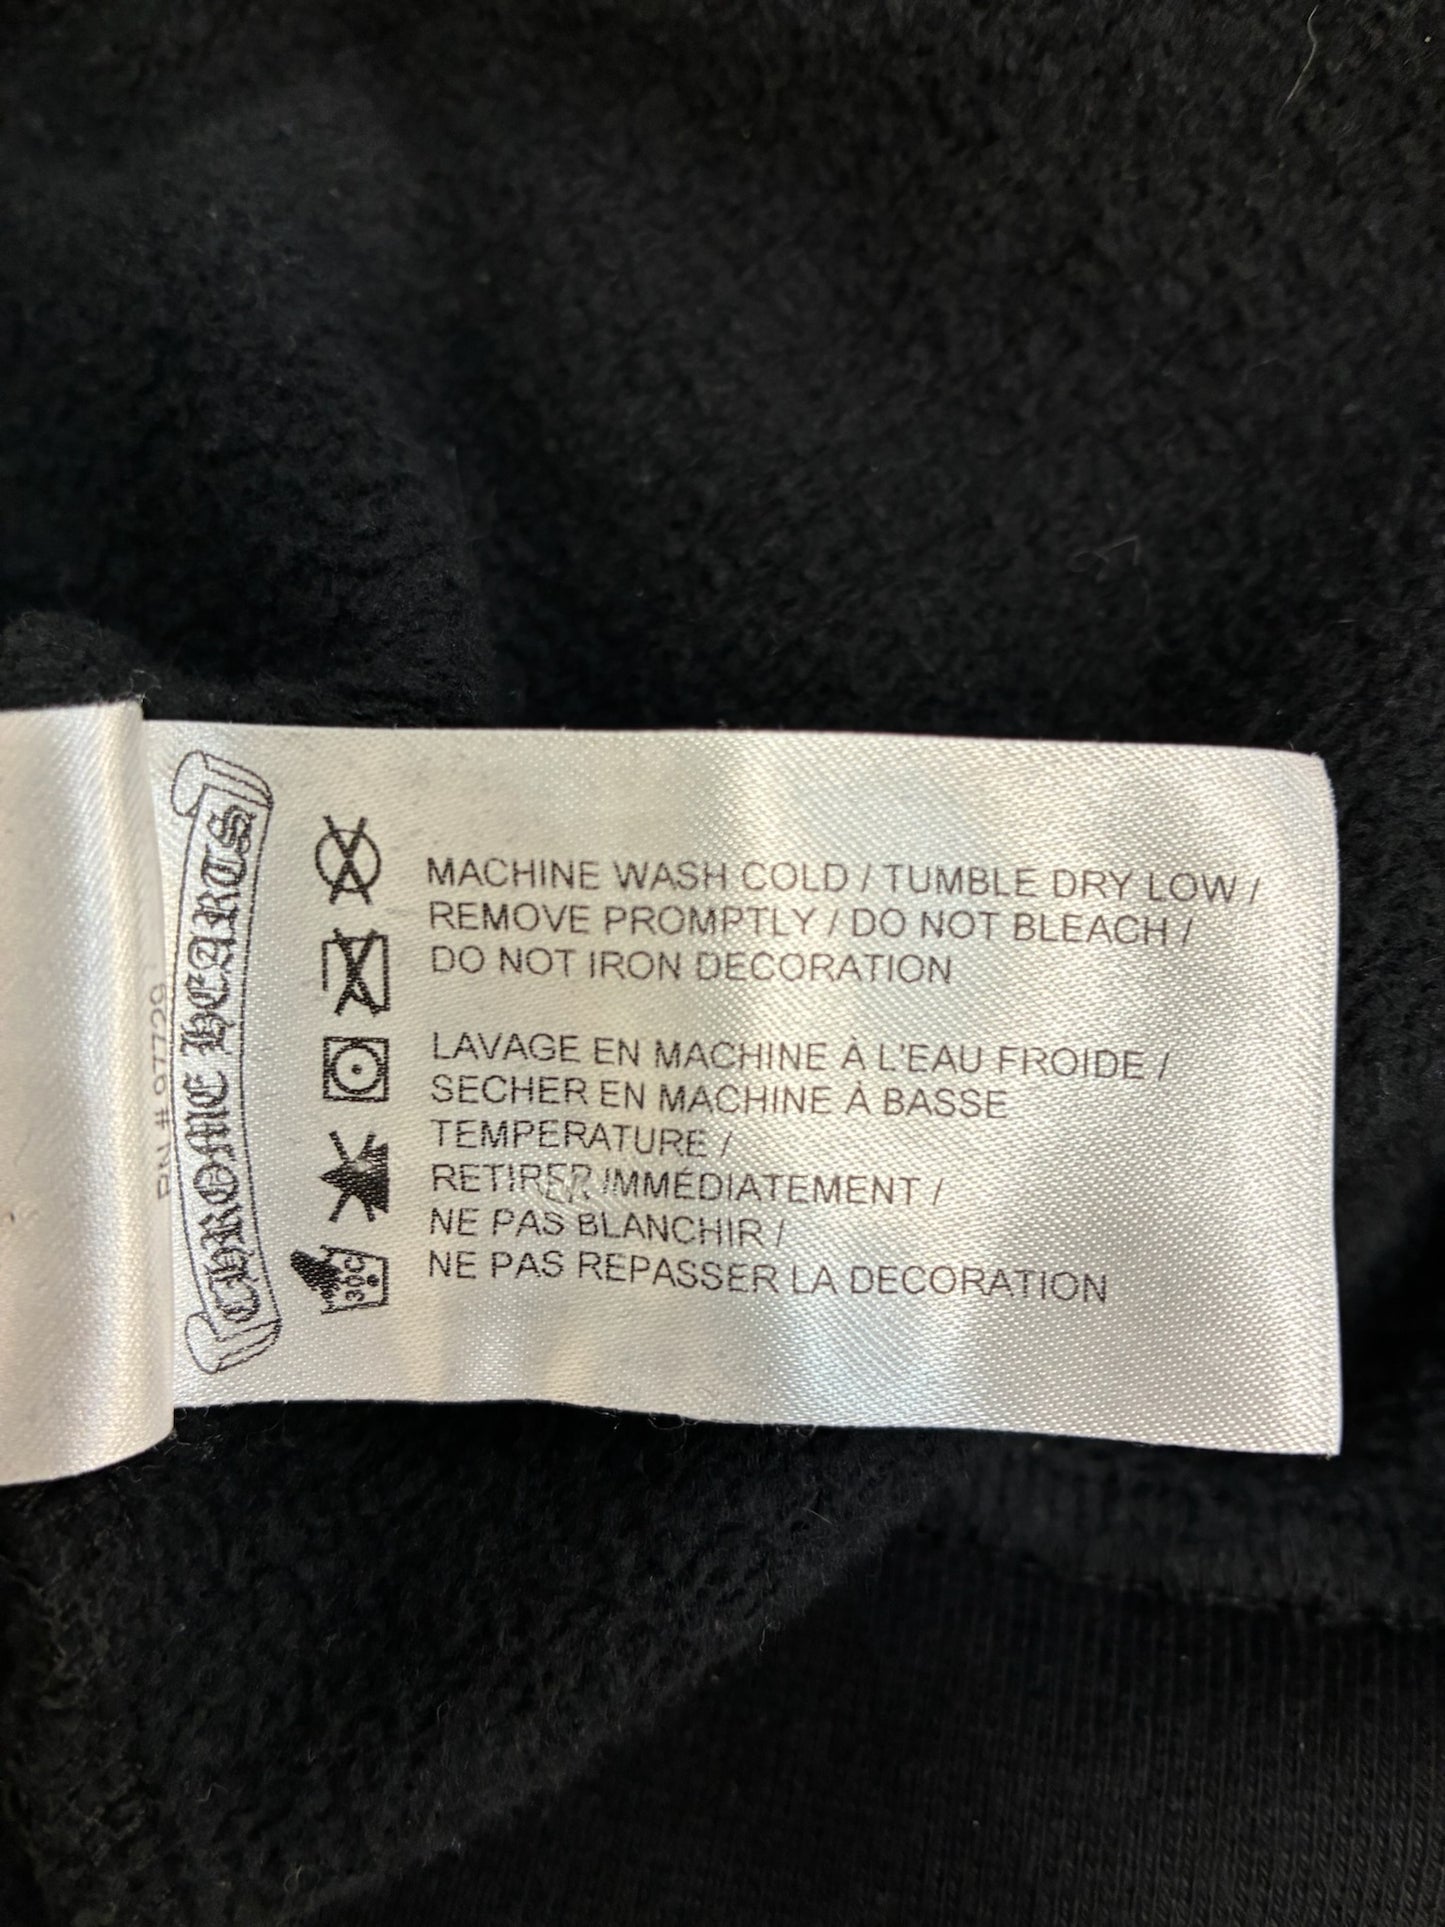 CHROME HEARTS
RN # 97729
MACHINE WASH COLD / TUMBLE DRY LOW /
REMOVE PROMPTLY / DO NOT BLEACH /
DO NOT IRON DECORATION
LAVAGE EN MACHINE À L'EAU FROIDE /
SECHER EN MACHINE À BASSE
TEMPERATURE /
RETIRER IMMÉDIATEMENT /
NE PAS BLANCHIR /
NE PAS REPASSER LA DECORATION
30C